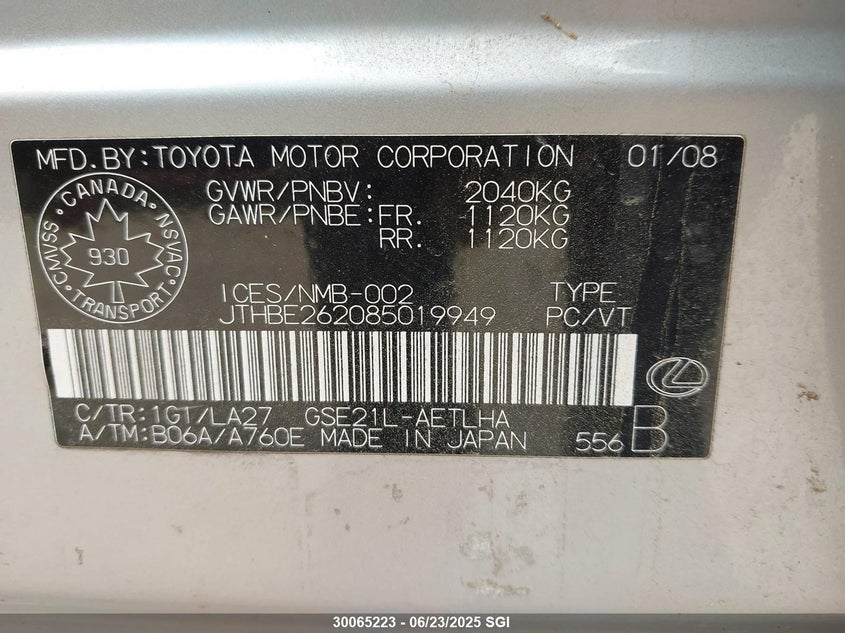 MFD.BY:TOYOTA MOTOR CORPORATION 01/08
GVWR/PNBV: 2040KG
GAWR/PNBE:FR. 1120KG
RR. 1120KG
CANADA
CMVSS
NSVAC
930
TRANSPORT
ICES/NMB-002 TYPE
JTHBE262085019949 PC/VT
C/TR:1G1/LA27 GSE21L-AETLHA
A/TM:B06A/A760E MADE IN JAPAN 556 B
30065223 - 06/23/2025 SGI